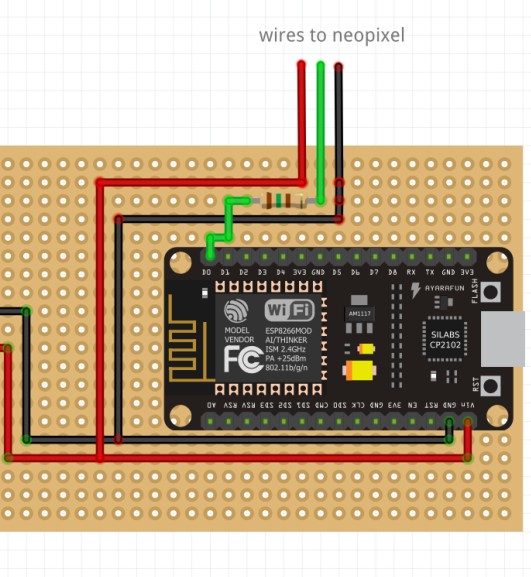 wires to neopixel
D0 D1 D2 D3 D4 3V3 GND D5 D6 D7 D8 RX TX GND 3V3
AYARAFUN
FLASH
WiFi
AM1117
MODEL
VENDOR
ESP8266MOD
AI/THINKER
ISM 2.4GHz
PA +25dBm
802.11b/g/n
FC
SILABS
CP2102
RST
A0 RSV RSV SD3 SD2 SD1 CMD SD0 CLK GND 3V3 EN RST GND Vin